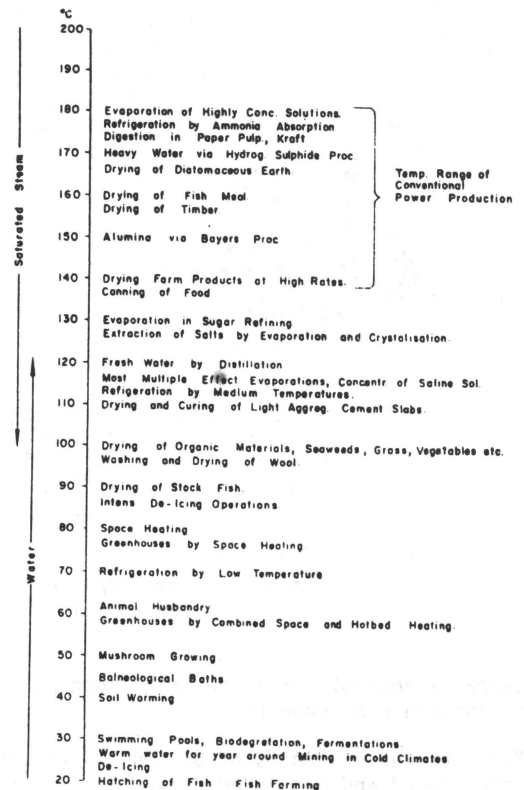 °C
200
190
180
Evaporation of Highly Conc. Solutions.
Refrigeration by Ammonia Absorption
Digestion in Paper Pulp., Kraft
170
Heavy Water via Hydrog. Sulphide Proc.
Drying of Diatomaceous Earth.
160
Drying of Fish Meal.
Drying of Timber.
150
Alumina via Bayers Proc
140
Drying Farm Products at High Rates.
Canning of Food
Temp. Range of
Conventional
Power Production
130
Evaporation in Sugar Refining
Extraction of Salts by Evaporation and Crystalisation.
120
Fresh Water by Distillation
Most Multiple Effect Evaporations, Concentr. of Saline Sol.
Refigeration by Medium Temperatures.
110
Drying and Curing of Light Aggreg. Cement Slabs.
100
Drying of Organic Materials, Seaweeds, Grass, Vegetables etc.
Washing and Drying of Wool.
90
Drying of Stock Fish.
Intens De-Icing Operations
80
Space Heating
Greenhouses by Space Heating
70
Refrigeration by Low Temperature
60
Animal Husbandry
Greenhouses by Combined Space and Hotbed Heating.
50
Mushroom Growing
Balneological Baths
40
Soil Warming
30
Swimming Pools, Biodegretation, Fermentations.
Warm water for year around Mining in Cold Climates
De-Icing
20
Hatching of Fish Fish Farming
Saturated Steam
Water